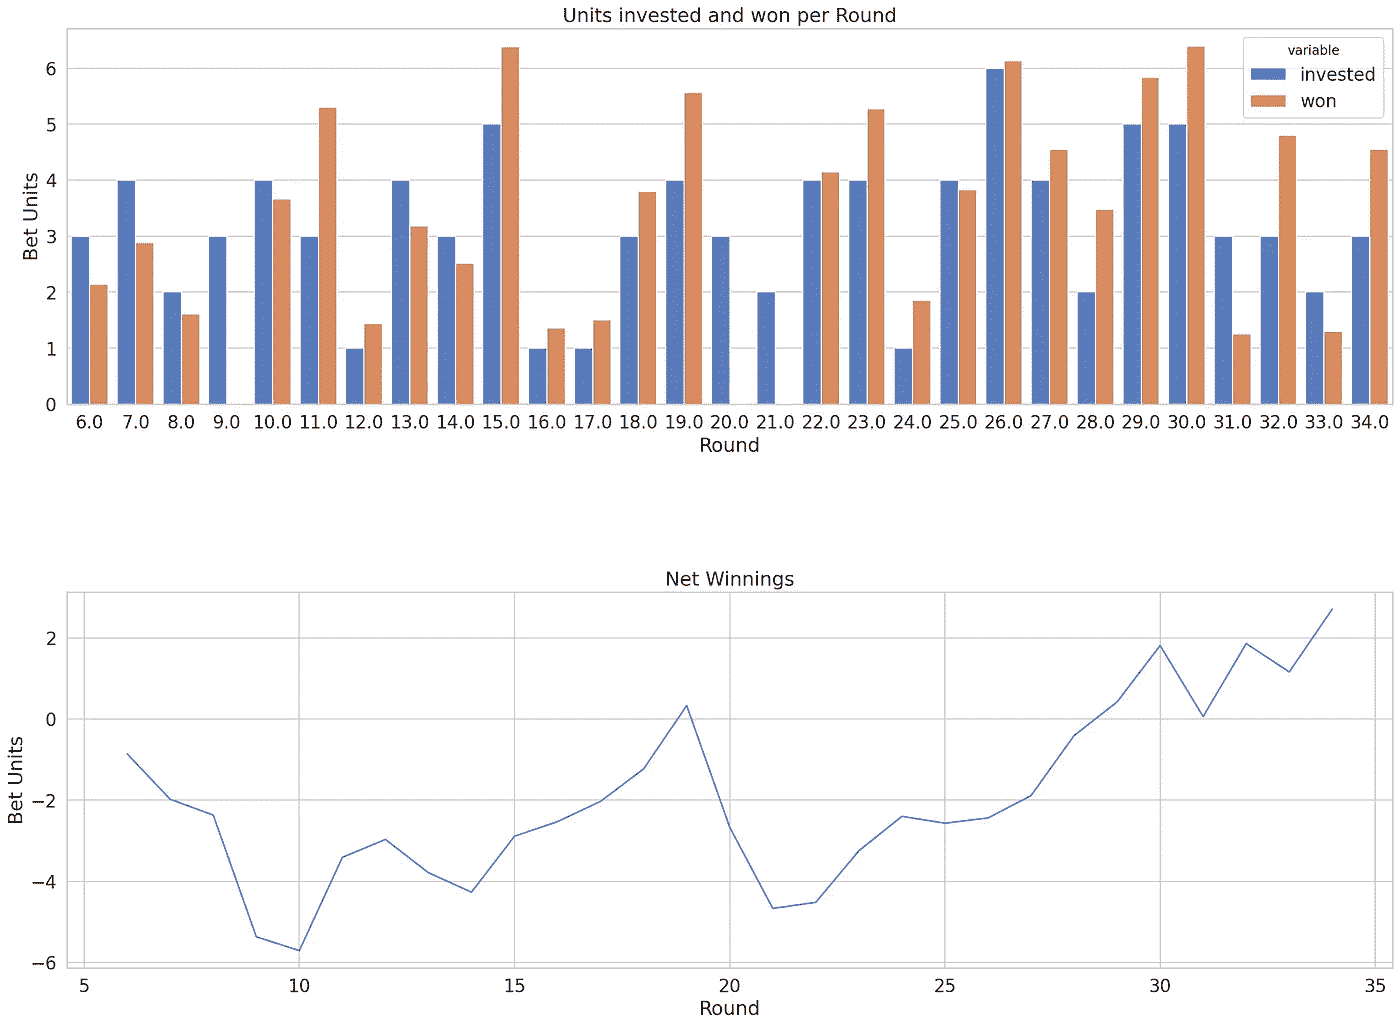 Units invested and won per Round
variable
invested
won
Bet Units
6
5
4
3
2
1
0
6.0 7.0 8.0 9.0 10.0 11.0 12.0 13.0 14.0 15.0 16.0 17.0 18.0 19.0 20.0 21.0 22.0 23.0 24.0 25.0 26.0 27.0 28.0 29.0 30.0 31.0 32.0 33.0 34.0
Round
Net Winnings
Bet Units
2
0
−2
−4
−6
5 10 15 20 25 30 35
Round